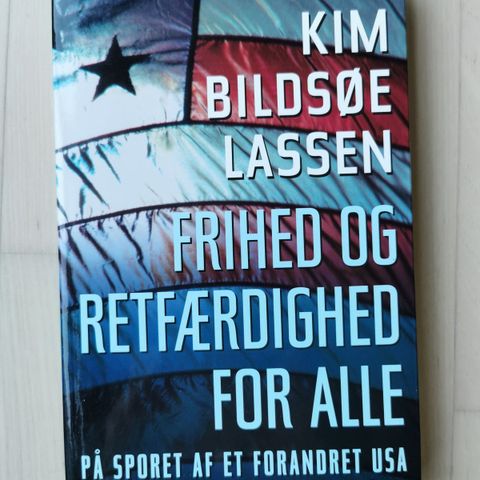 KIM
BILDSØE
LASSEN
FRIHED OG
RETFÆRDIGHED
FOR ALLE
PÅ SPORET AF ET FORANDRET USA